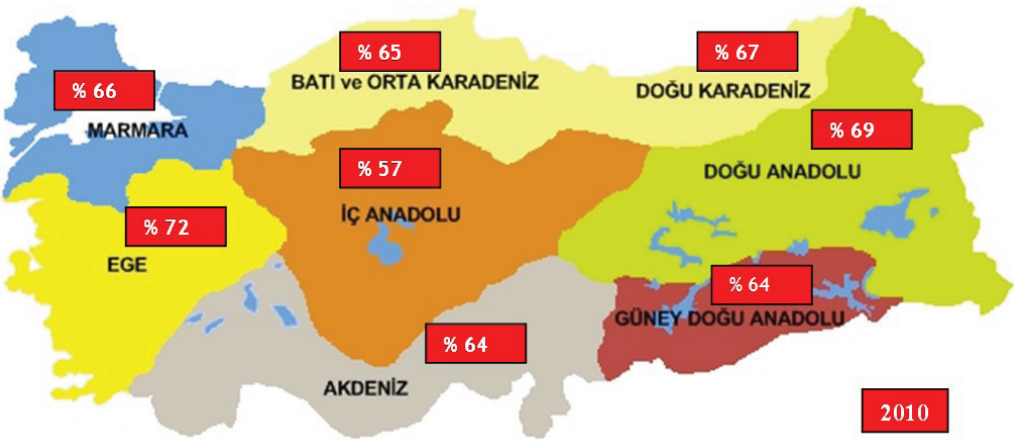 % 65
BATI ve ORTA KARADENİZ
% 67
DOĞU KARADENİZ
% 66
MARMARA
% 69
DOĞU ANADOLU
% 57
İÇ ANADOLU
% 72
EGE
% 64
GÜNEY DOĞU ANADOLU
% 64
AKDENİZ
2010